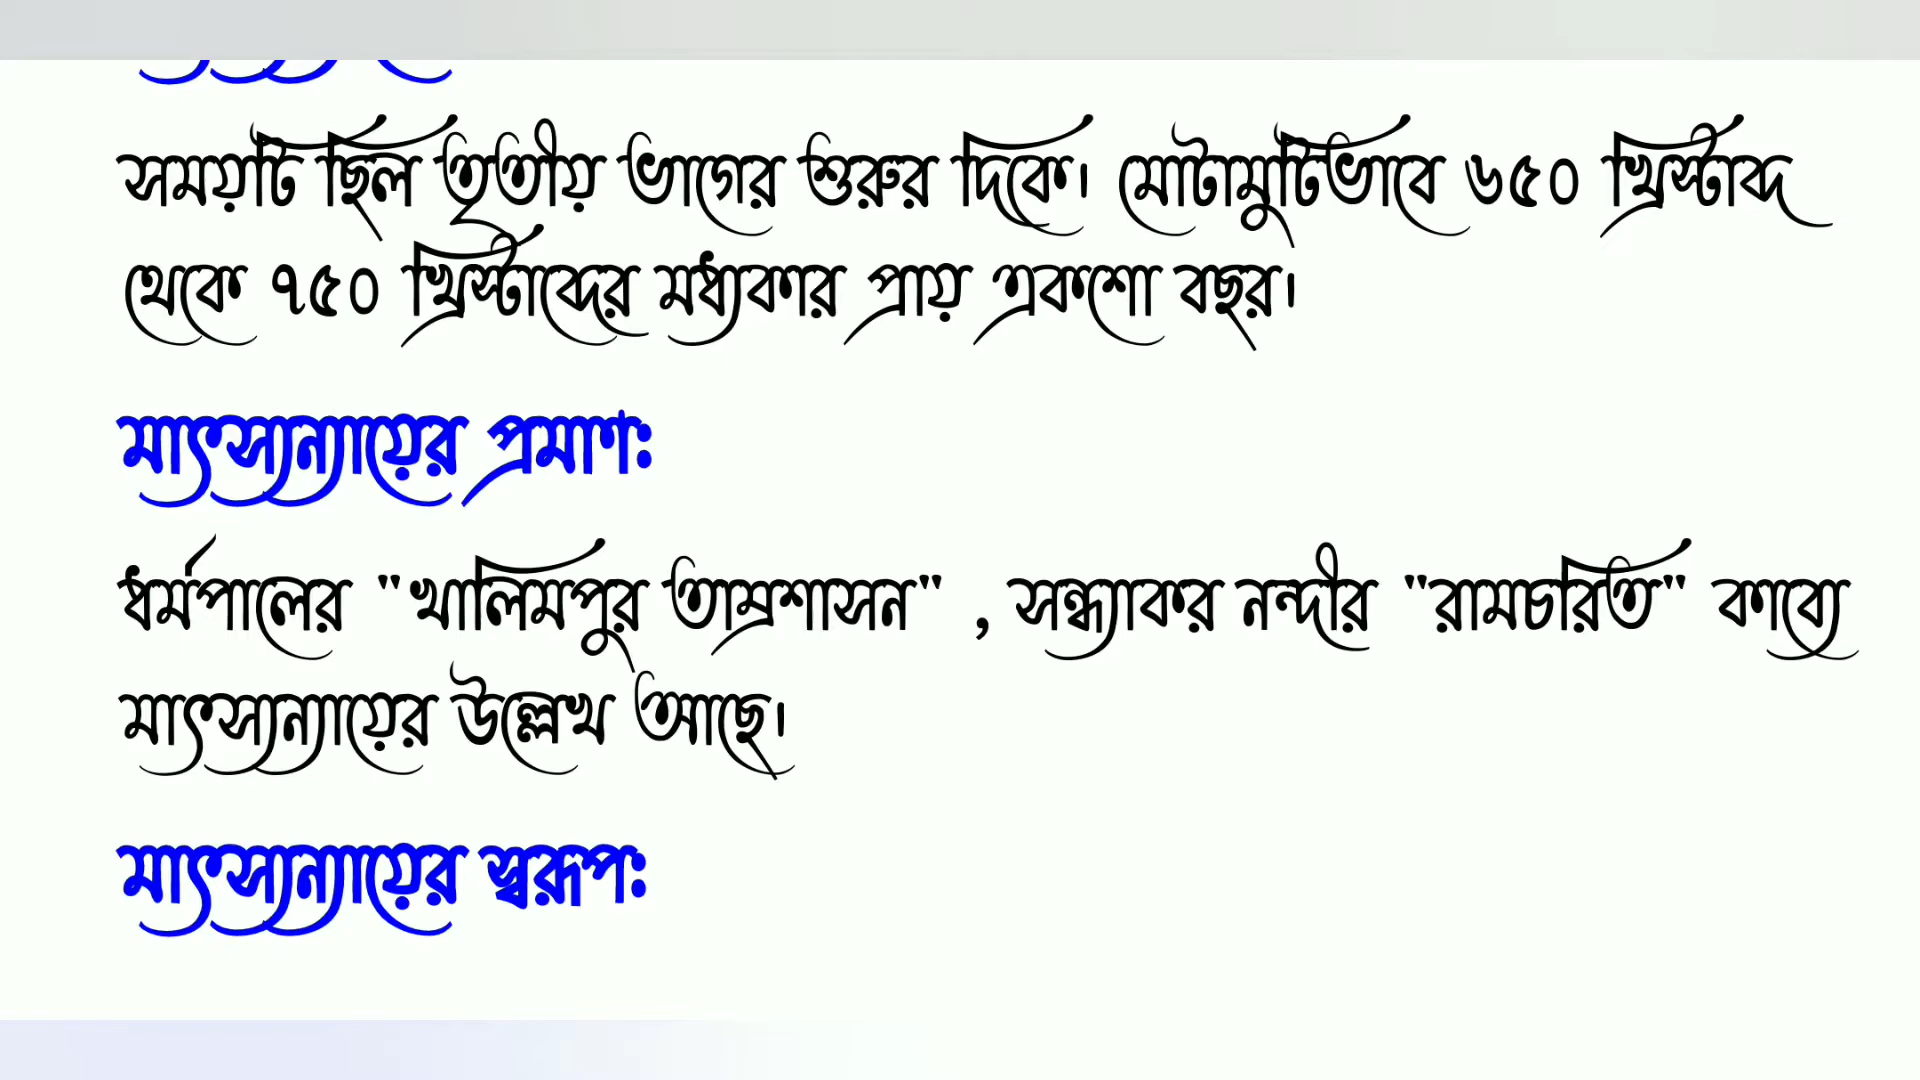 সময়টি ছিল তৃতীয় ভাগের শুরুর দিকে। মোটামুটিভাবে ৬৫০ খ্রিস্টাব্দ
থেকে ৭৫০ খ্রিস্টাব্দের মধ্যকার প্রায় একশো বছর।
মাৎস্যন্যায়ের প্রমাণঃ
ধর্মপালের "খালিমপুর তাম্রশাসন" , সন্ধ্যাকর নন্দীর "রামচরিত" কাব্যে
মাৎস্যন্যায়ের উল্লেখ আছে।
মাৎস্যন্যায়ের স্বরূপঃ